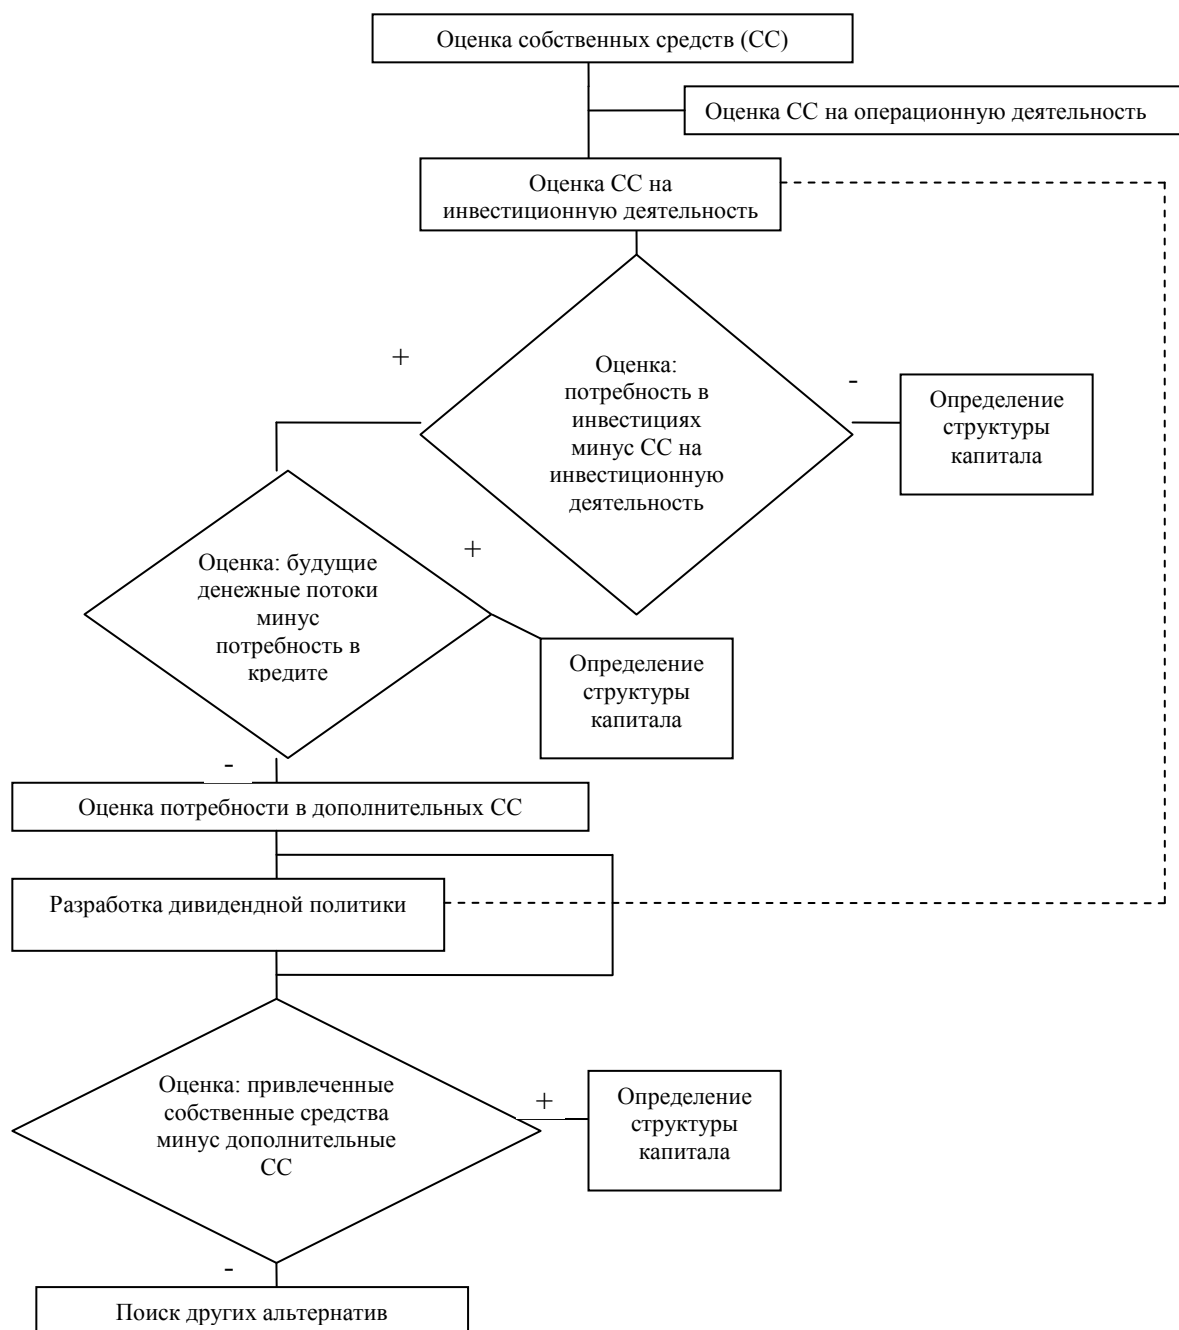 Оценка собственных средств (СС)
Оценка СС на операционную деятельность
Оценка СС на
инвестиционную деятельность
+
Оценка:
потребность в
инвестициях
минус СС на
инвестиционную
деятельность
-
Определение
структуры
капитала
Оценка: будущие
денежные потоки
минус
потребность в
кредите
+
Определение
структуры
капитала
-
Оценка потребности в дополнительных СС
Разработка дивидендной политики
Оценка: привлеченные
собственные средства
минус дополнительные
СС
+
Определение
структуры
капитала
-
Поиск других альтернатив